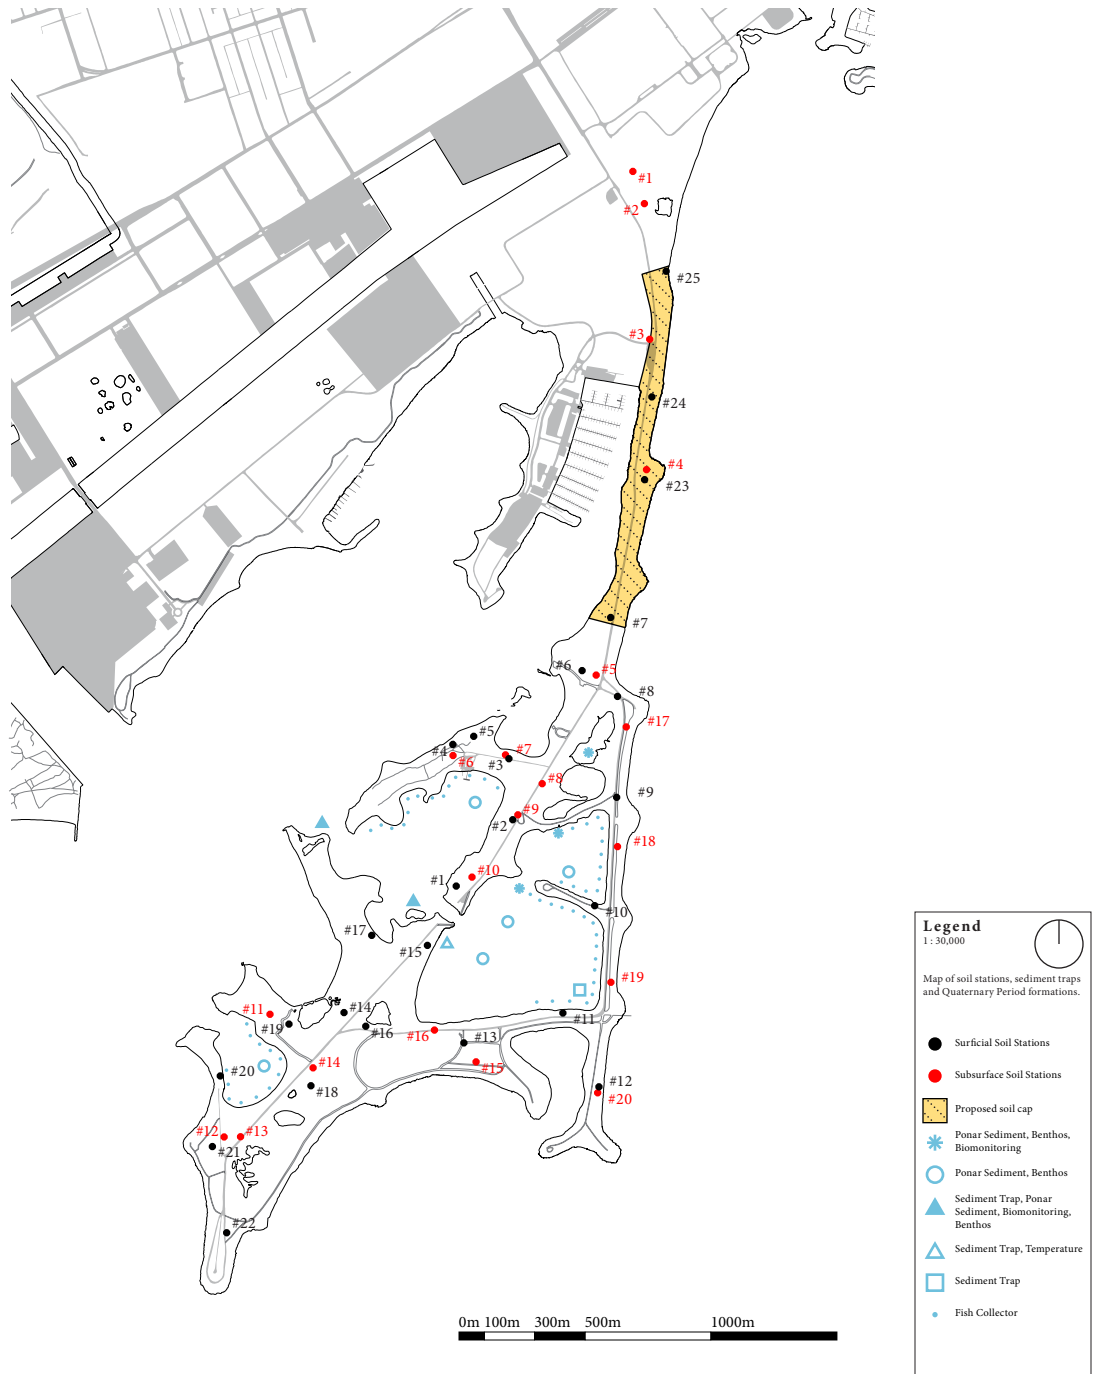 #1
#2
#25
#3
#24
#4
#23
#7
#6
#5
#8
#17
#5
#4
#7
#3
#6
#8
#9
#9
#2
#18
#10
#1
#10
#17
#15
#19
#11
#14
#19
#16
#16
#13
#11
#14
#15
#20
#18
#12
#20
#12
#13
#21
#22
0m 100m 300m 500m 1000m
Legend
1 : 30,000
Map of soil stations, sediment traps
and Quaternary Period formations.
Surficial Soil Stations
Subsurface Soil Stations
Proposed soil cap
Ponar Sediment, Benthos,
Biomonitoring
Ponar Sediment, Benthos
Sediment Trap, Ponar
Sediment, Biomonitoring,
Benthos
Sediment Trap, Temperature
Sediment Trap
Fish Collector